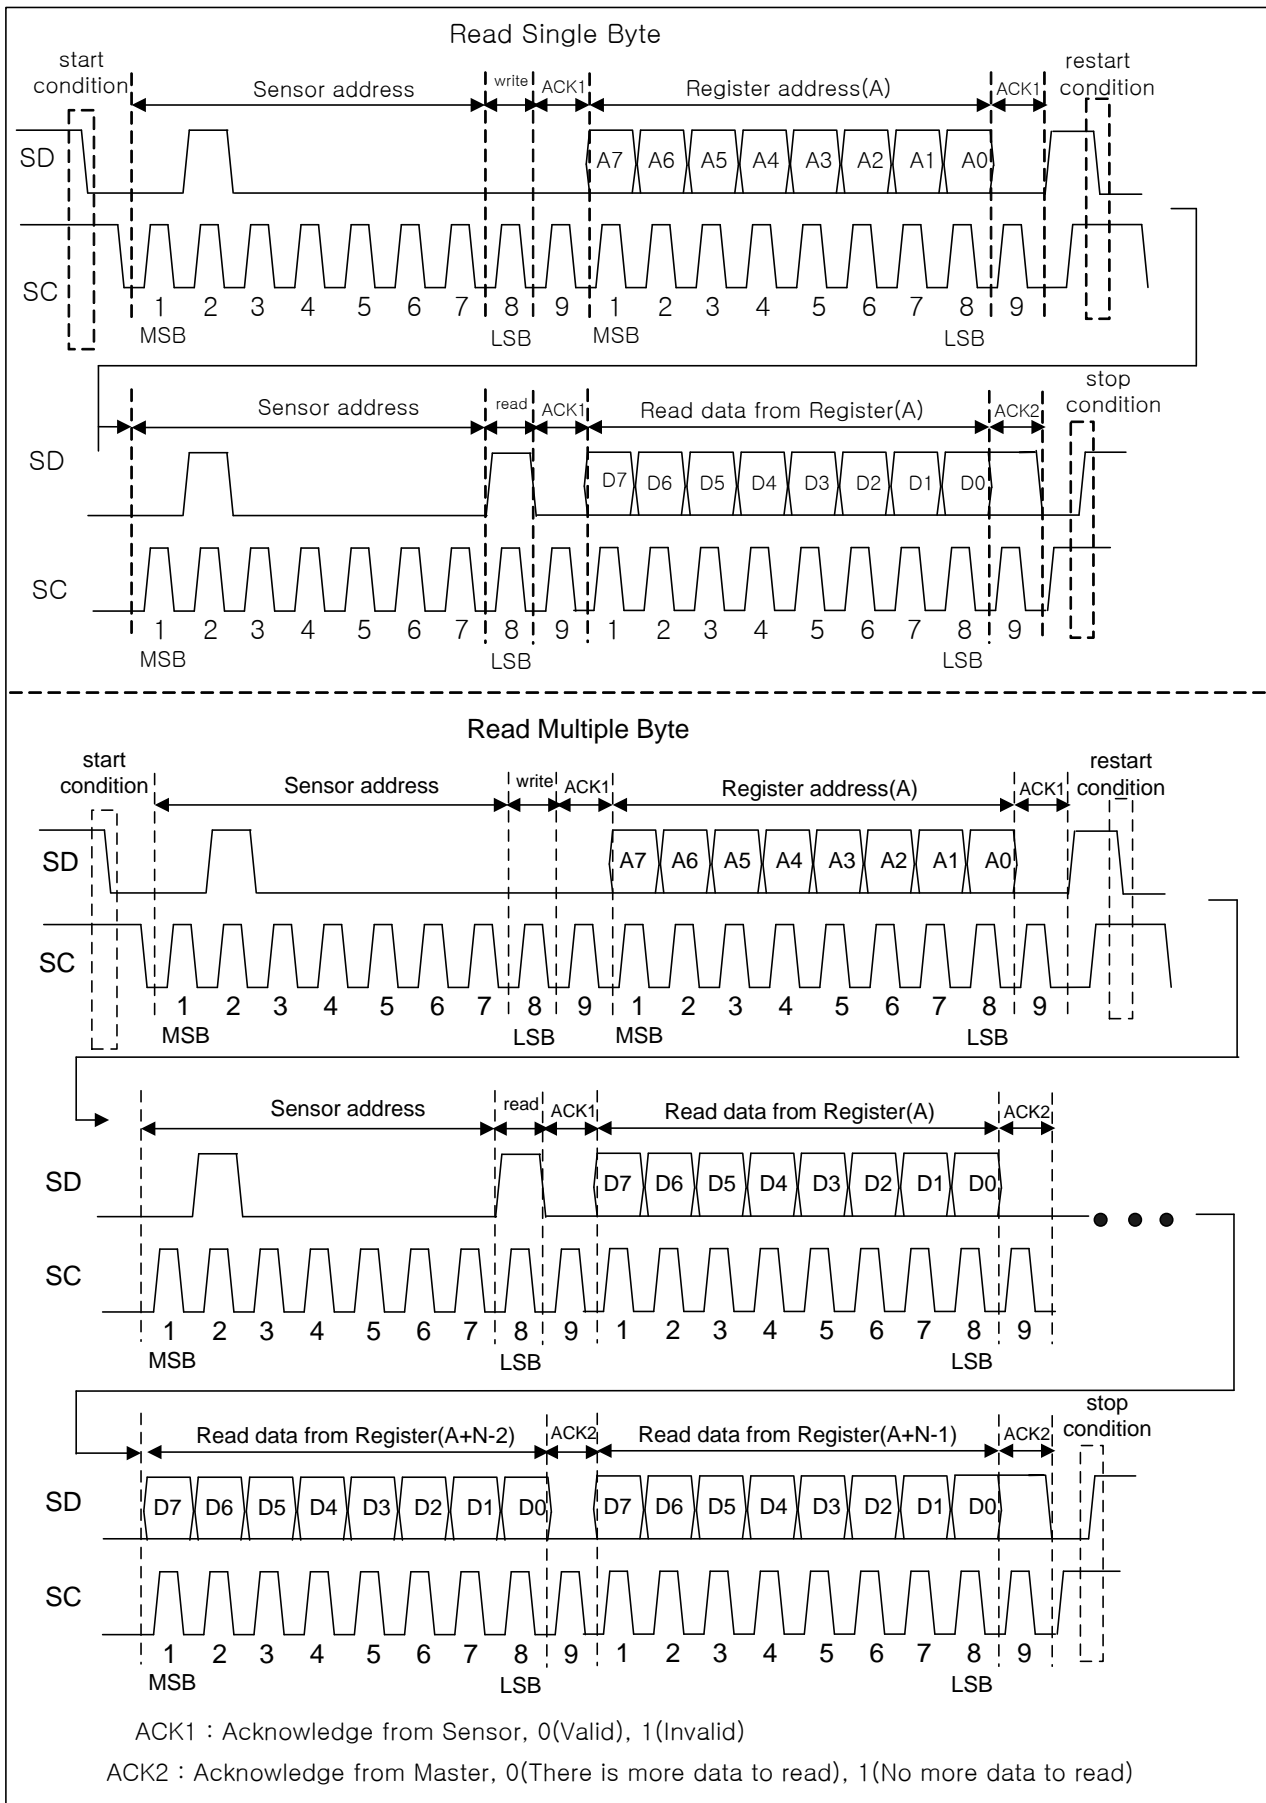 Read Single Byte
start condition
restart condition
Sensor address write ACK1 Register address(A) ACK1
SD A7 A6 A5 A4 A3 A2 A1 A0
SC
1 2 3 4 5 6 7 8 9 1 2 3 4 5 6 7 8 9
MSB LSB MSB LSB
stop condition
Sensor address read ACK1 Read data from Register(A) ACK2
SD D7 D6 D5 D4 D3 D2 D1 D0
SC
1 2 3 4 5 6 7 8 9 1 2 3 4 5 6 7 8 9
MSB LSB LSB
Read Multiple Byte
start condition
restart condition
Sensor address write ACK1 Register address(A) ACK1
SD A7 A6 A5 A4 A3 A2 A1 A0
SC
1 2 3 4 5 6 7 8 9 1 2 3 4 5 6 7 8 9
MSB LSB MSB LSB
Sensor address read ACK1 Read data from Register(A) ACK2
SD D7 D6 D5 D4 D3 D2 D1 D0
SC
1 2 3 4 5 6 7 8 9 1 2 3 4 5 6 7 8 9
MSB LSB LSB
stop condition
Read data from Register(A+N-2) ACK2 Read data from Register(A+N-1) ACK2
SD D7 D6 D5 D4 D3 D2 D1 D0 D7 D6 D5 D4 D3 D2 D1 D0
SC
1 2 3 4 5 6 7 8 9 1 2 3 4 5 6 7 8 9
MSB LSB LSB
ACK1 : Acknowledge from Sensor, 0(Valid), 1(Invalid)
ACK2 : Acknowledge from Master, 0(There is more data to read), 1(No more data to read)